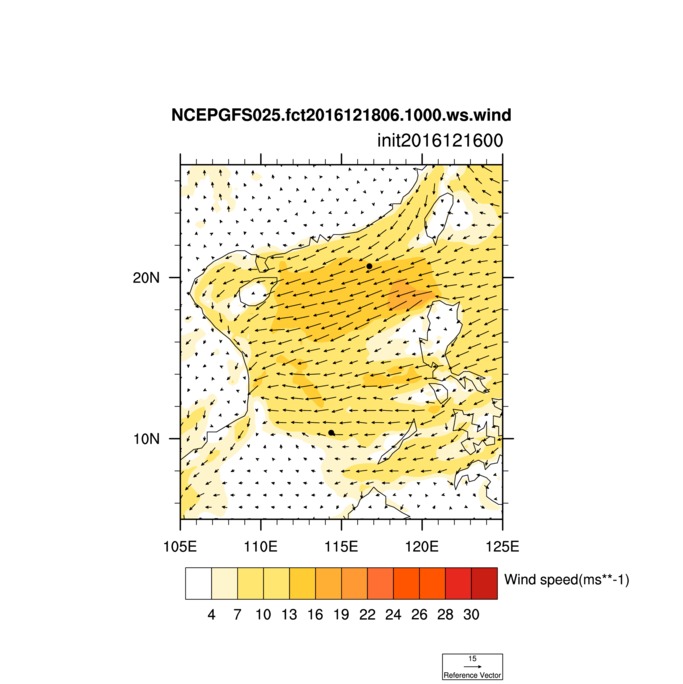 NCEPGFS025.fct2016121806.1000.ws.wind
init2016121600
20N
10N
105E 110E 115E 120E 125E
Wind speed(ms**-1)
4 7 10 13 16 19 22 24 26 28 30
15
Reference Vector